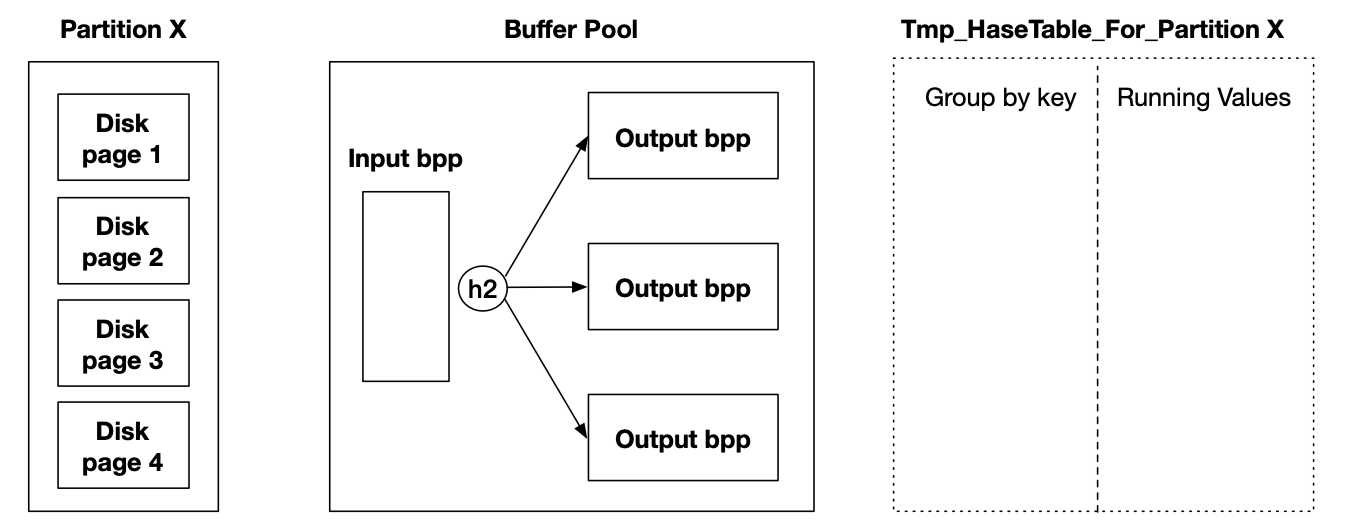 Partition X
Disk
page 1
Disk
page 2
Disk
page 3
Disk
page 4
Buffer Pool
Input bpp
h2
Output bpp
Output bpp
Output bpp
Tmp_HaseTable_For_Partition X
Group by key
Running Values